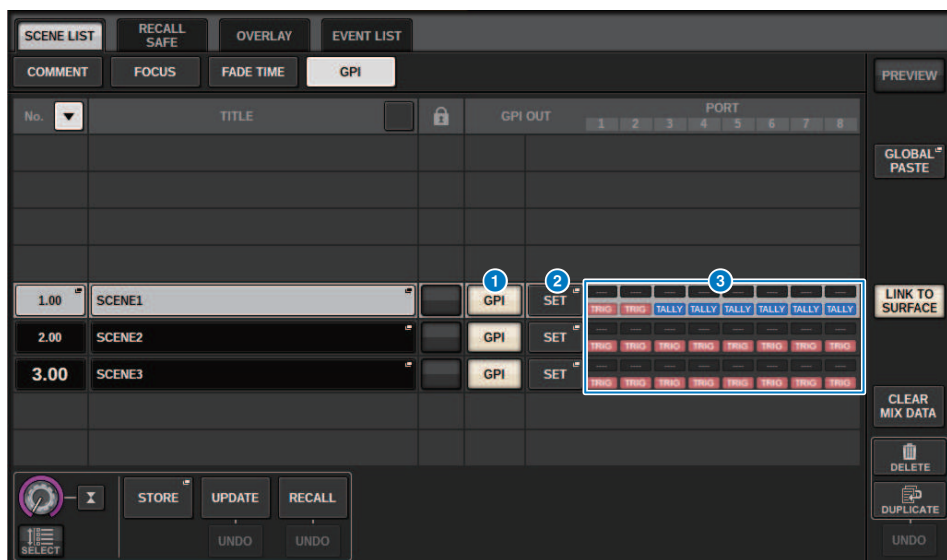 SCENE LIST
RECALL
SAFE
OVERLAY
EVENT LIST
COMMENT
FOCUS
FADE TIME
GPI
PREVIEW
No.
TITLE
GPI OUT
PORT
1 2 3 4 5 6 7 8
GLOBAL
PASTE
1 2 3
1.00 SCENE1 GPI SET
--- --- --- --- --- --- --- ---
TRIG TRIG TALLY TALLY TALLY TALLY TALLY TALLY
LINK TO
SURFACE
2.00 SCENE2 GPI SET
--- --- --- --- --- --- --- ---
TRIG TRIG TRIG TRIG TRIG TRIG TRIG TRIG
3.00 SCENE3 GPI SET
--- --- --- --- --- --- --- ---
TRIG TRIG TRIG TRIG TRIG TRIG TRIG TRIG
CLEAR
MIX DATA
DELETE
STORE
UPDATE
RECALL
DUPLICATE
SELECT
UNDO
UNDO
UNDO